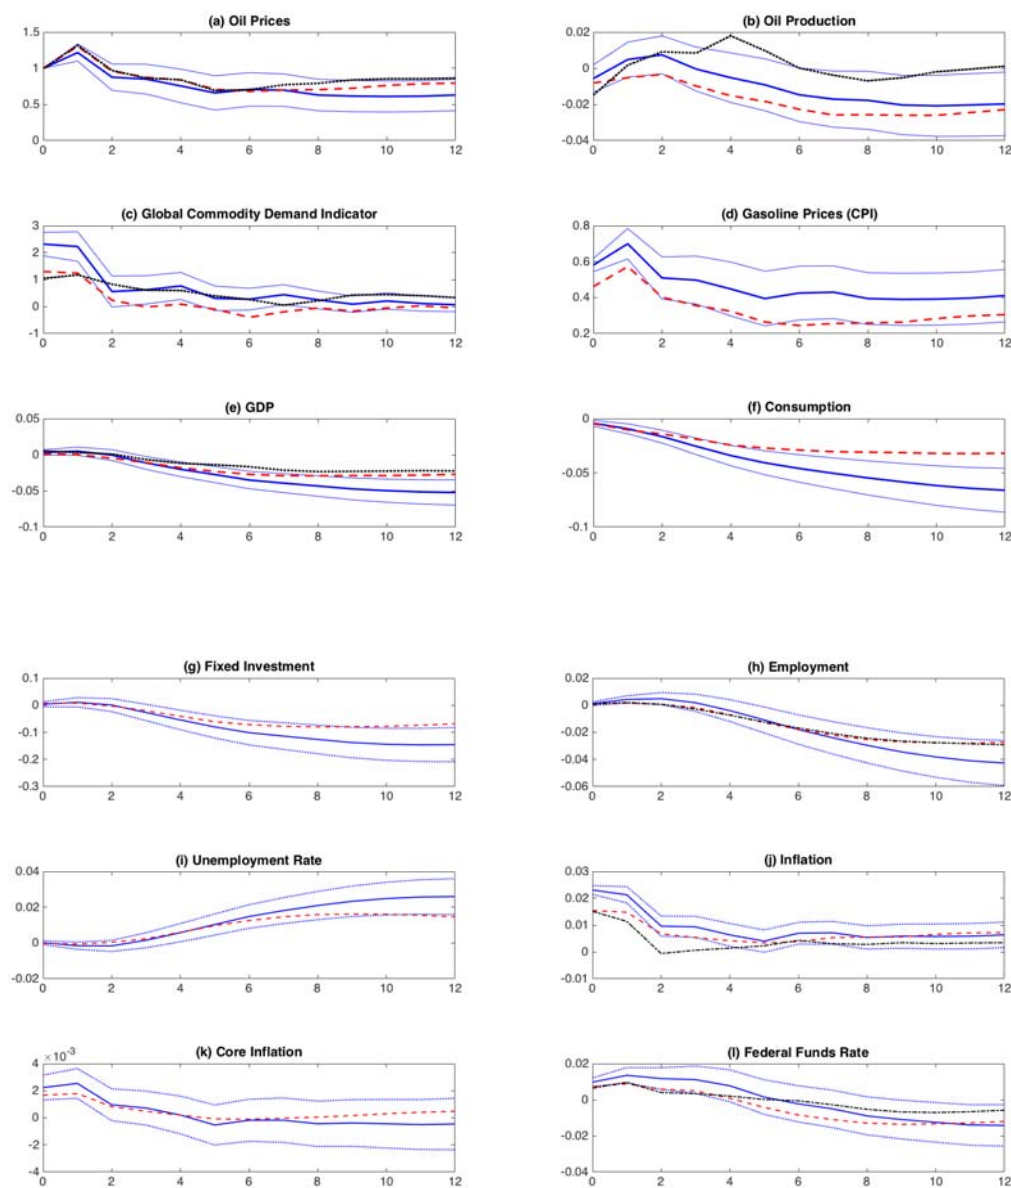 (a) Oil Prices
1.5
1
0.5
0
0 2 4 6 8 10 12
(b) Oil Production
0.02
0
-0.02
-0.04
0 2 4 6 8 10 12
(c) Global Commodity Demand Indicator
3
2
1
0
-1
0 2 4 6 8 10 12
(d) Gasoline Prices (CPI)
0.8
0.6
0.4
0.2
0 2 4 6 8 10 12
(e) GDP
0.05
0
-0.05
-0.1
0 2 4 6 8 10 12
(f) Consumption
0
-0.05
-0.1
0 2 4 6 8 10 12
(g) Fixed Investment
0.1
0
-0.1
-0.2
-0.3
0 2 4 6 8 10 12
(h) Employment
0.02
0
-0.02
-0.04
-0.06
0 2 4 6 8 10 12
(i) Unemployment Rate
0.04
0.02
0
-0.02
0 2 4 6 8 10 12
(j) Inflation
0.03
0.02
0.01
0
-0.01
0 2 4 6 8 10 12
(k) Core Inflation
×10⁻³
4
2
0
-2
-4
0 2 4 6 8 10 12
(l) Federal Funds Rate
0.02
0
-0.02
-0.04
0 2 4 6 8 10 12